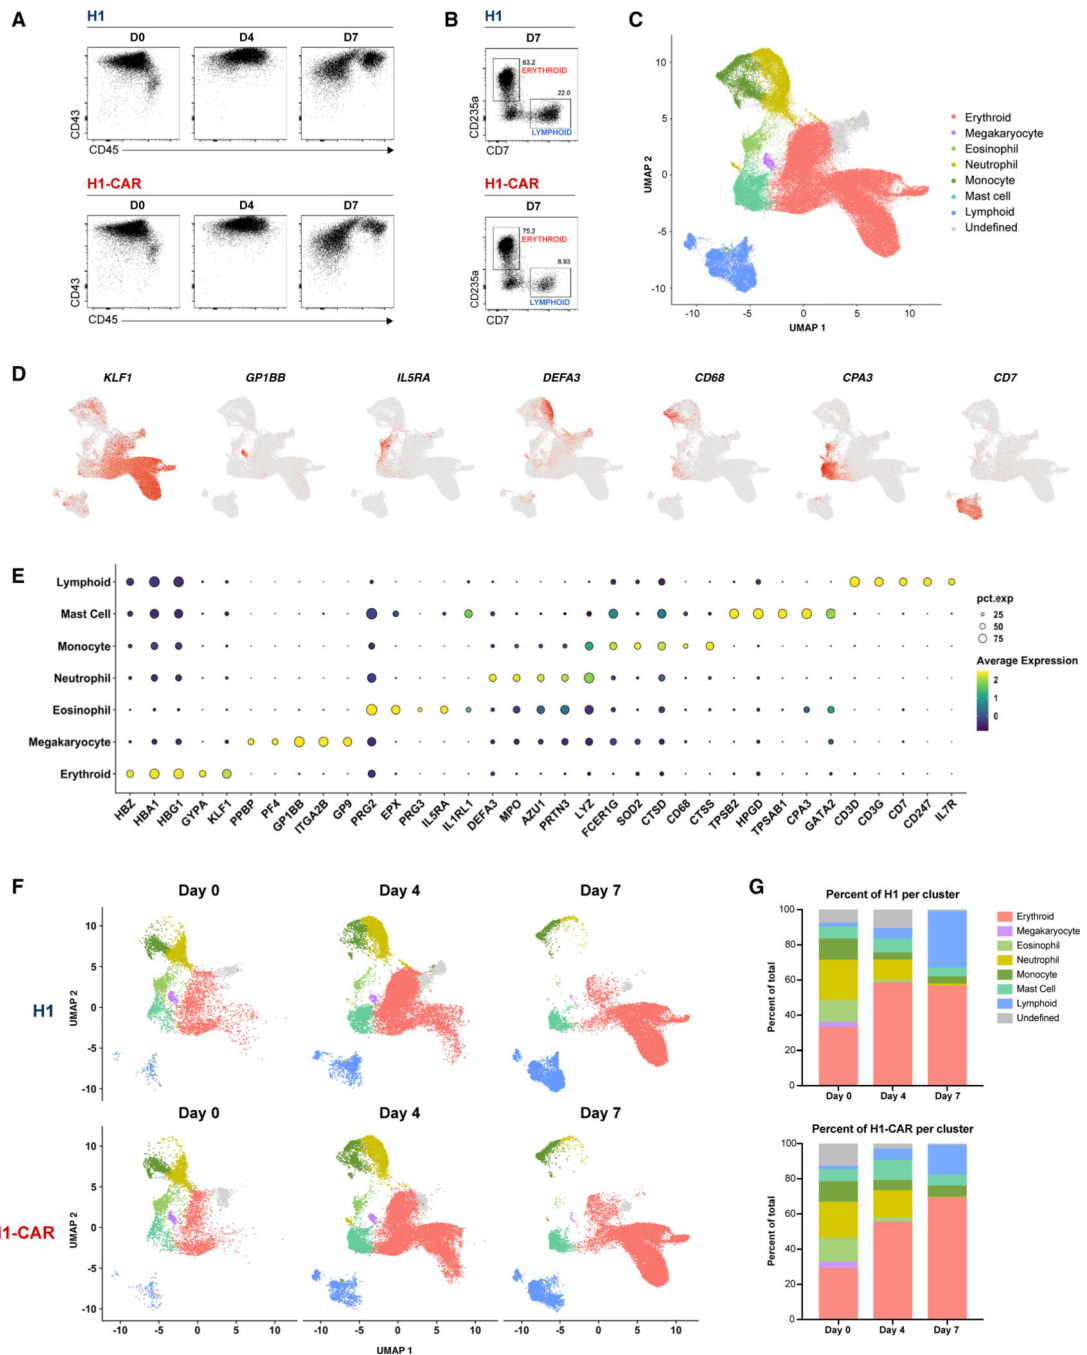 A
H1
D0 D4 D7
CD43
CD45
H1-CAR
D0 D4 D7
CD43
CD45
B
H1
D7
63.2
ERYTHROID
22.0
LYMPHOID
CD235a
CD7
H1-CAR
D7
75.2
ERYTHROID
8.93
LYMPHOID
CD235a
CD7
C
10
5
0
-5
-10
UMAP 2
-10 -5 0 5 10
UMAP 1
Erythroid
Megakaryocyte
Eosinophil
Neutrophil
Monocyte
Mast cell
Lymphoid
Undefined
D
KLF1 GP1BB IL5RA DEFA3 CD68 CPA3 CD7
E
Lymphoid
Mast Cell
Monocyte
Neutrophil
Eosinophil
Megakaryocyte
Erythroid
HBZ HBA1 HBG1 GYPA KLF1 PPBP PF4 GP1BB ITGA2B GP9 PRG2 EPX PRG3 IL5RA IL1RL1 DEFA3 MPO AZU1 PRTN3 LYZ FCER1G SOD2 CTSD CD68 CTSS TPSB2 HPGD TPSAB1 CPA3 GATA2 CD3D CD3G CD7 CD247 IL7R
pct.exp
25
50
75
Average Expression
2
1
0
F
Day 0 Day 4 Day 7
H1
UMAP 2
10
5
0
-5
-10
Day 0 Day 4 Day 7
H1-CAR
UMAP 2
10
5
0
-5
-10
-10 -5 0 5 10 -10 -5 0 5 10 -10 -5 0 5 10
UMAP 1
G
Percent of H1 per cluster
Percent of total
100
80
60
40
20
0
Day 0 Day 4 Day 7
Erythroid
Megakaryocyte
Eosinophil
Neutrophil
Monocyte
Mast Cell
Lymphoid
Undefined
Percent of H1-CAR per cluster
Percent of total
100
80
60
40
20
0
Day 0 Day 4 Day 7